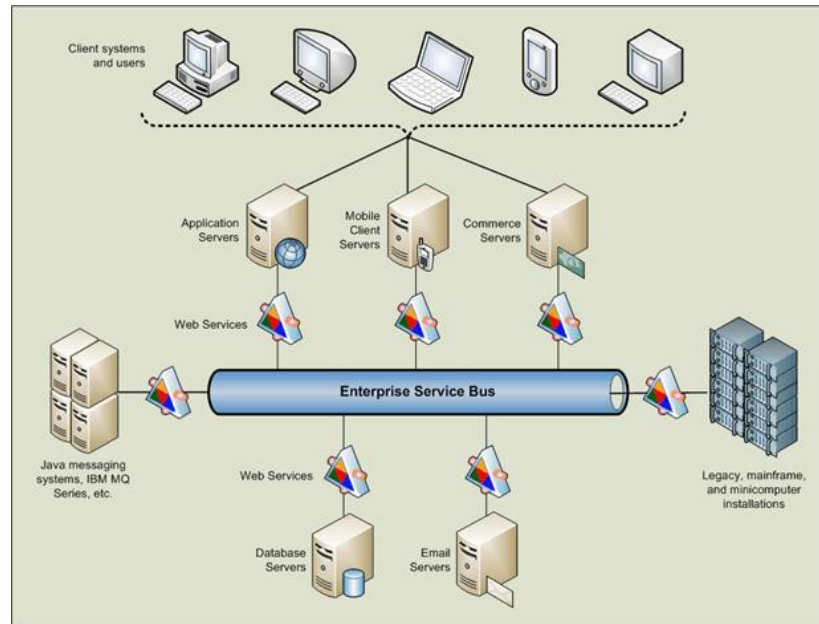 Client systems
and users
Application
Servers
Mobile
Client
Servers
Commerce
Servers
Web Services
Enterprise Service Bus
Java messaging
systems, IBM MQ
Series, etc.
Legacy, mainframe,
and minicomputer
installations
Web Services
Database
Servers
Email
Servers